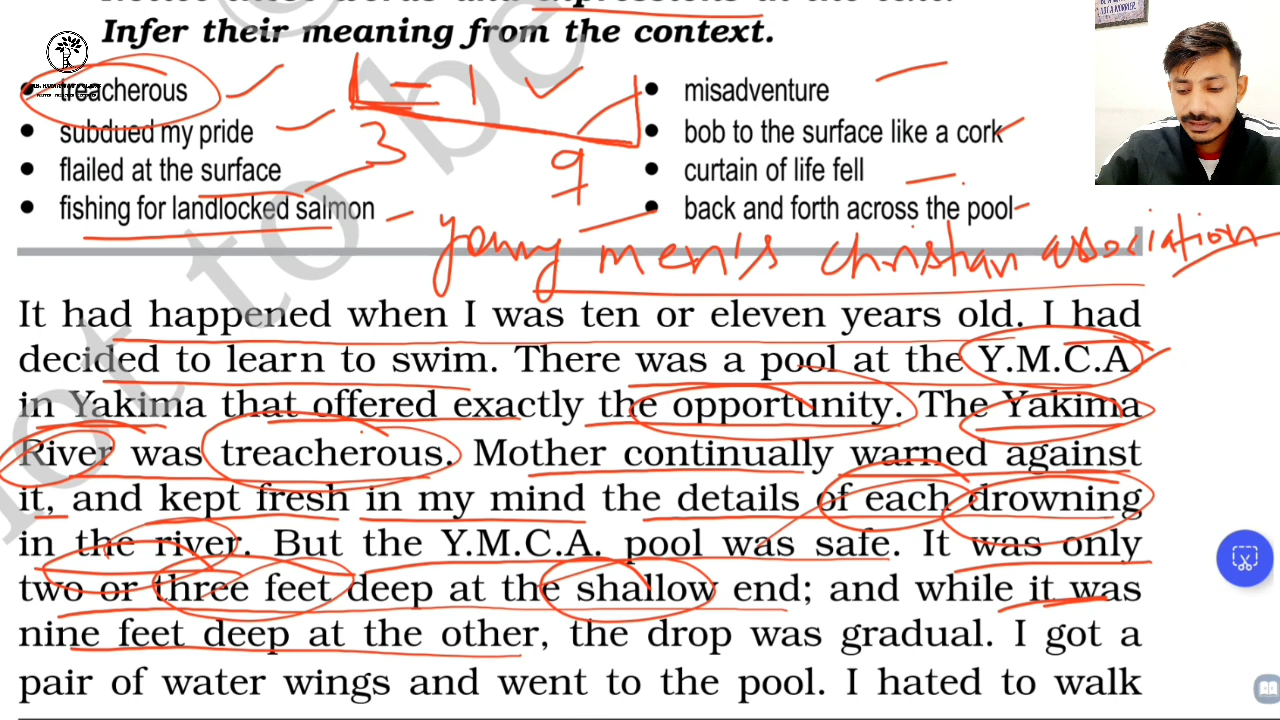 Infer their meaning from the context.
treacherous
subdued my pride
flailed at the surface
fishing for landlocked salmon
misadventure
bob to the surface like a cork
curtain of life fell
back and forth across the pool
3
9
young men's christian association
It had happened when I was ten or eleven years old. I had
decided to learn to swim. There was a pool at the Y.M.C.A.
in Yakima that offered exactly the opportunity. The Yakima
River was treacherous. Mother continually warned against
it, and kept fresh in my mind the details of each drowning
in the river. But the Y.M.C.A. pool was safe. It was only
two or three feet deep at the shallow end; and while it was
nine feet deep at the other, the drop was gradual. I got a
pair of water wings and went to the pool. I hated to walk
not to be